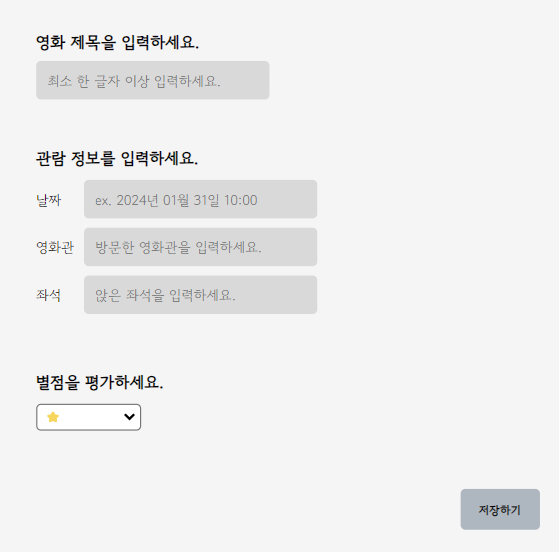 영화 제목을 입력하세요.
최소 한 글자 이상 입력하세요.
관람 정보를 입력하세요.
날짜 ex. 2024년 01월 31일 10:00
영화관 방문한 영화관을 입력하세요.
좌석 앉은 좌석을 입력하세요.
별점을 평가하세요.
저장하기